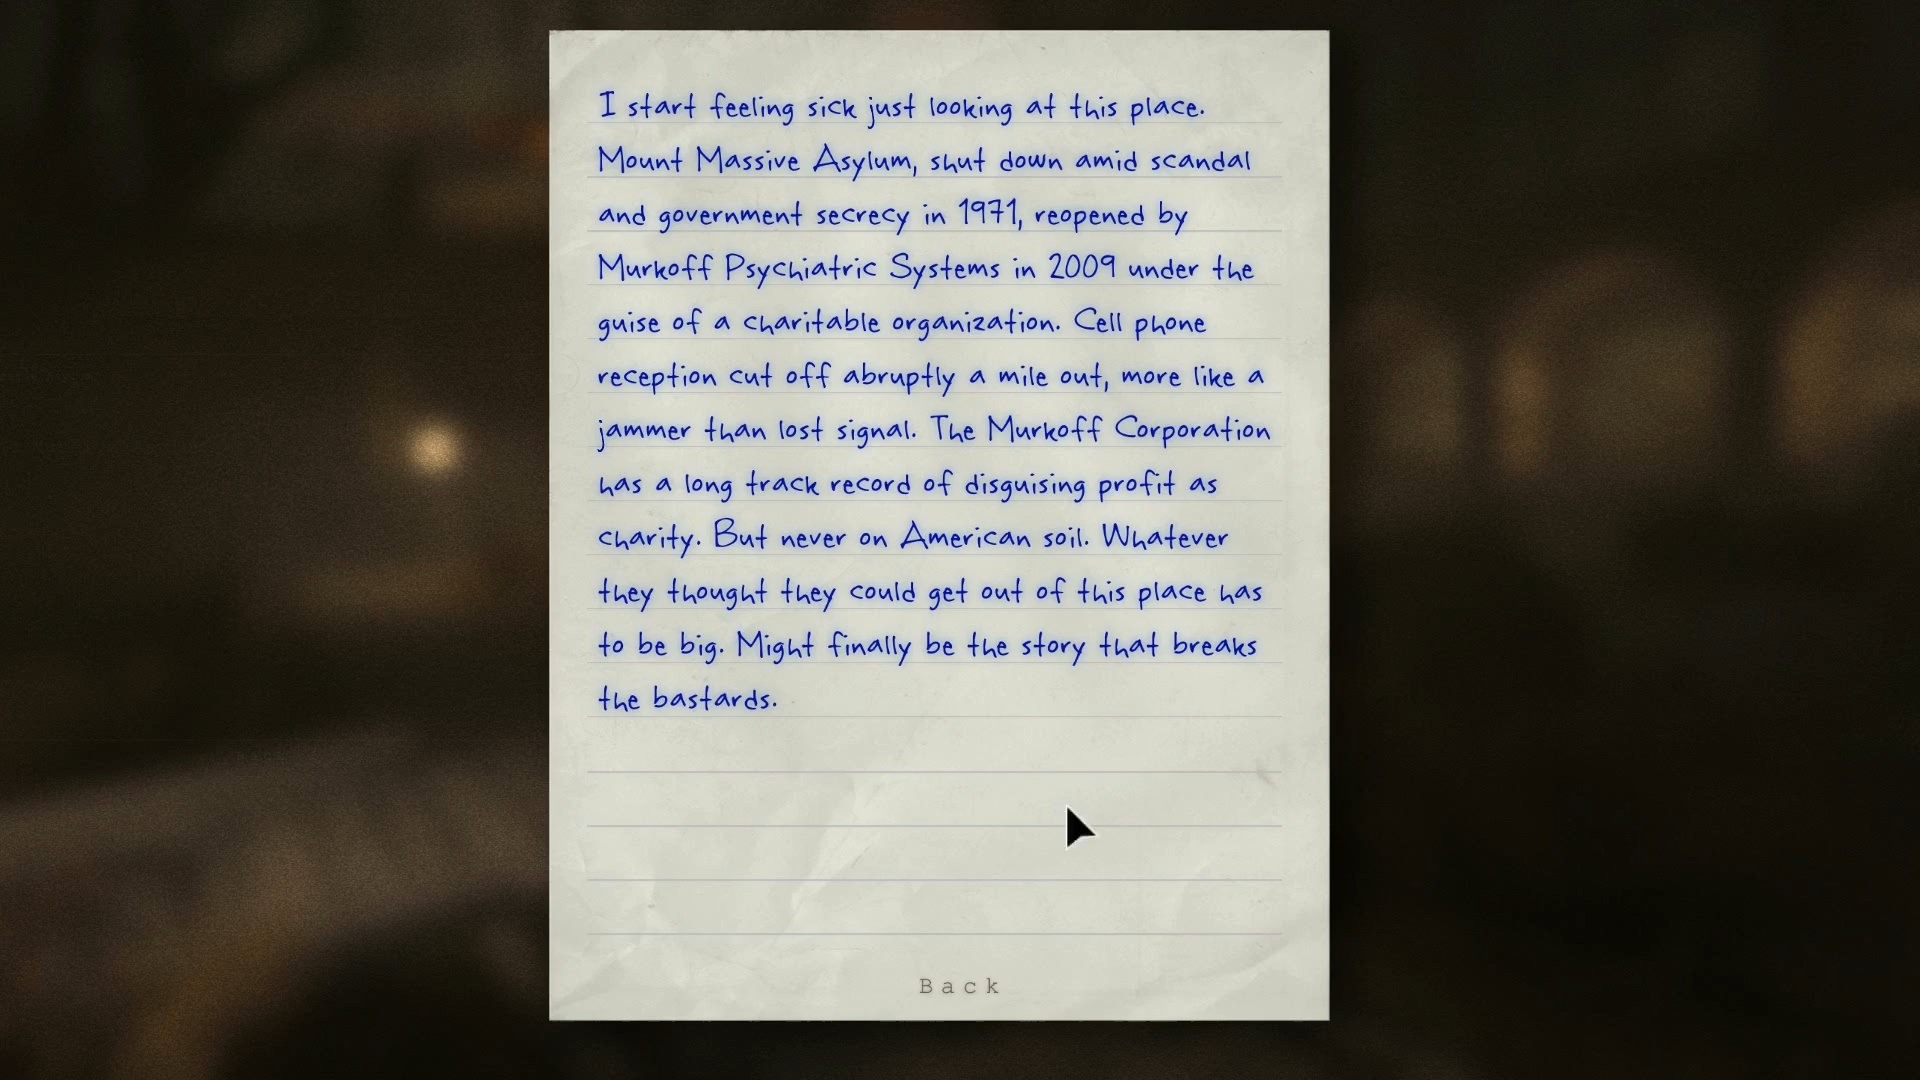 I start feeling sick just looking at this place.
Mount Massive Asylum, shut down amid scandal
and government secrecy in 1971, reopened by
Murkoff Psychiatric Systems in 2009 under the
guise of a charitable organization. Cell phone
reception cut off abruptly a mile out, more like a
jammer than lost signal. The Murkoff Corporation
has a long track record of disguising profit as
charity. But never on American soil. Whatever
they thought they could get out of this place has
to be big. Might finally be the story that breaks
the bastards.
Back